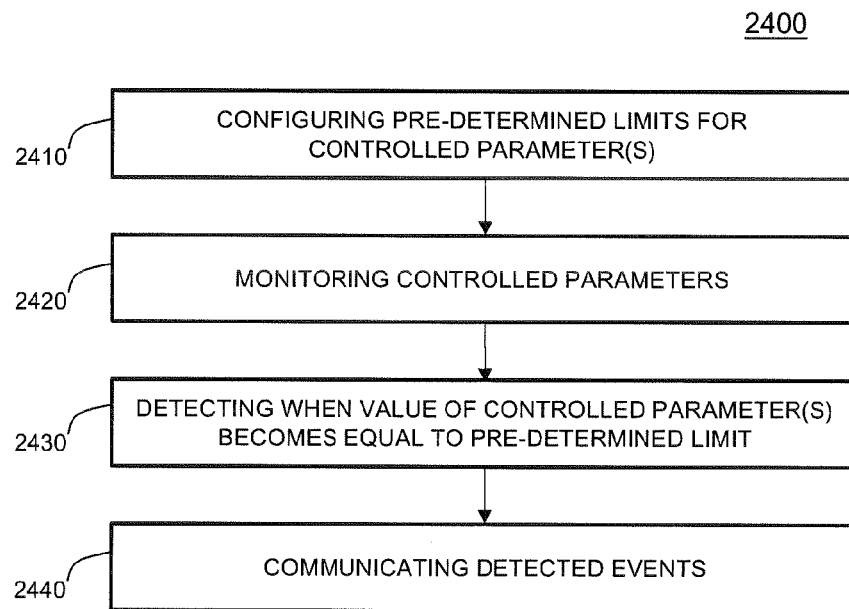 2400
CONFIGURING PRE-DETERMINED LIMITS FOR
CONTROLLED PARAMETER(S)
2410
MONITORING CONTROLLED PARAMETERS
2420
DETECTING WHEN VALUE OF CONTROLLED PARAMETER(S)
BECOMES EQUAL TO PRE-DETERMINED LIMIT
2430
COMMUNICATING DETECTED EVENTS
2440